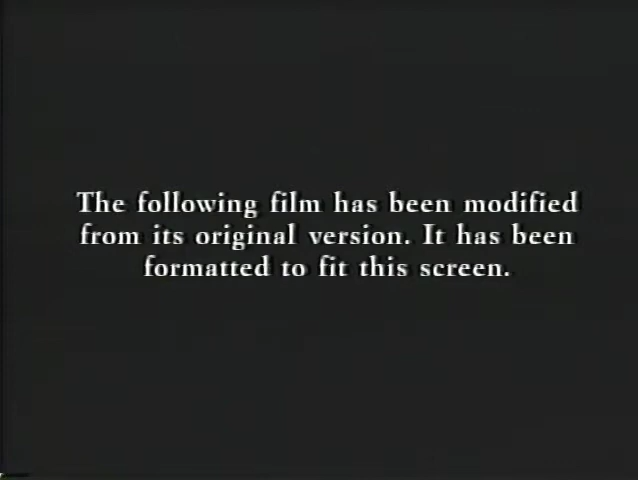 The following film has been modified
from its original version. It has been
formatted to fit this screen.